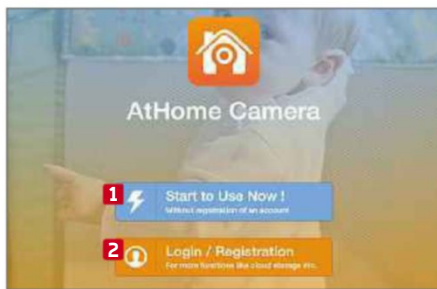 AtHome Camera
1
Start to Use Now !
Without registration of an account
2
Login / Registration
For more functions like cloud storage etc.